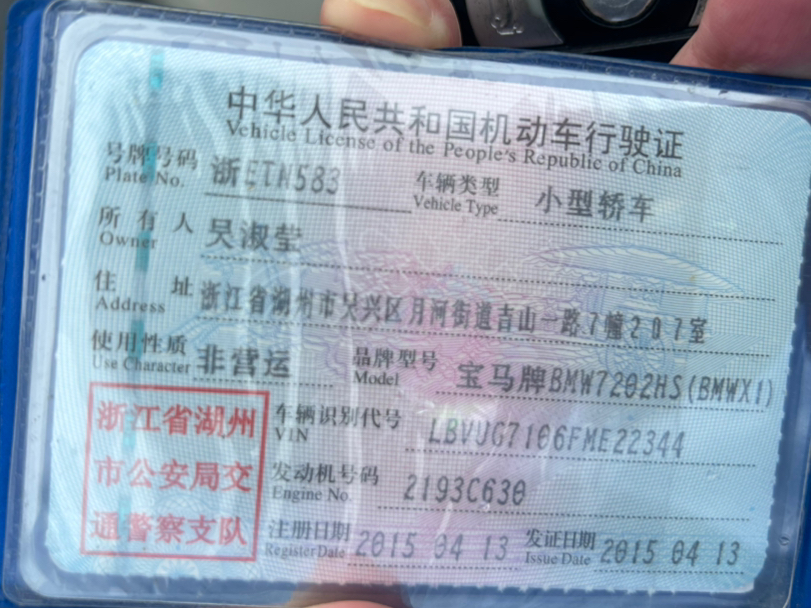 中华人民共和国机动车行驶证
Vehicle License of the People's Republic of China
号牌号码 浙ETN583 车辆类型 小型轿车
Plate No. Vehicle Type
所有人 吴淑莹
Owner
住址 浙江省湖州市吴兴区月河街道吉山一路7幢207室
Address
使用性质 非营运 品牌型号 宝马牌BMW7202HS(BMWX1)
Use Character Model
浙江省湖州市公安局交通警察支队
车辆识别代号 LBVUG7106FME22344
VIN
发动机号码 2193C630
Engine No.
注册日期 2015 04 13 发证日期 2015 04 13
Register Date Issue Date